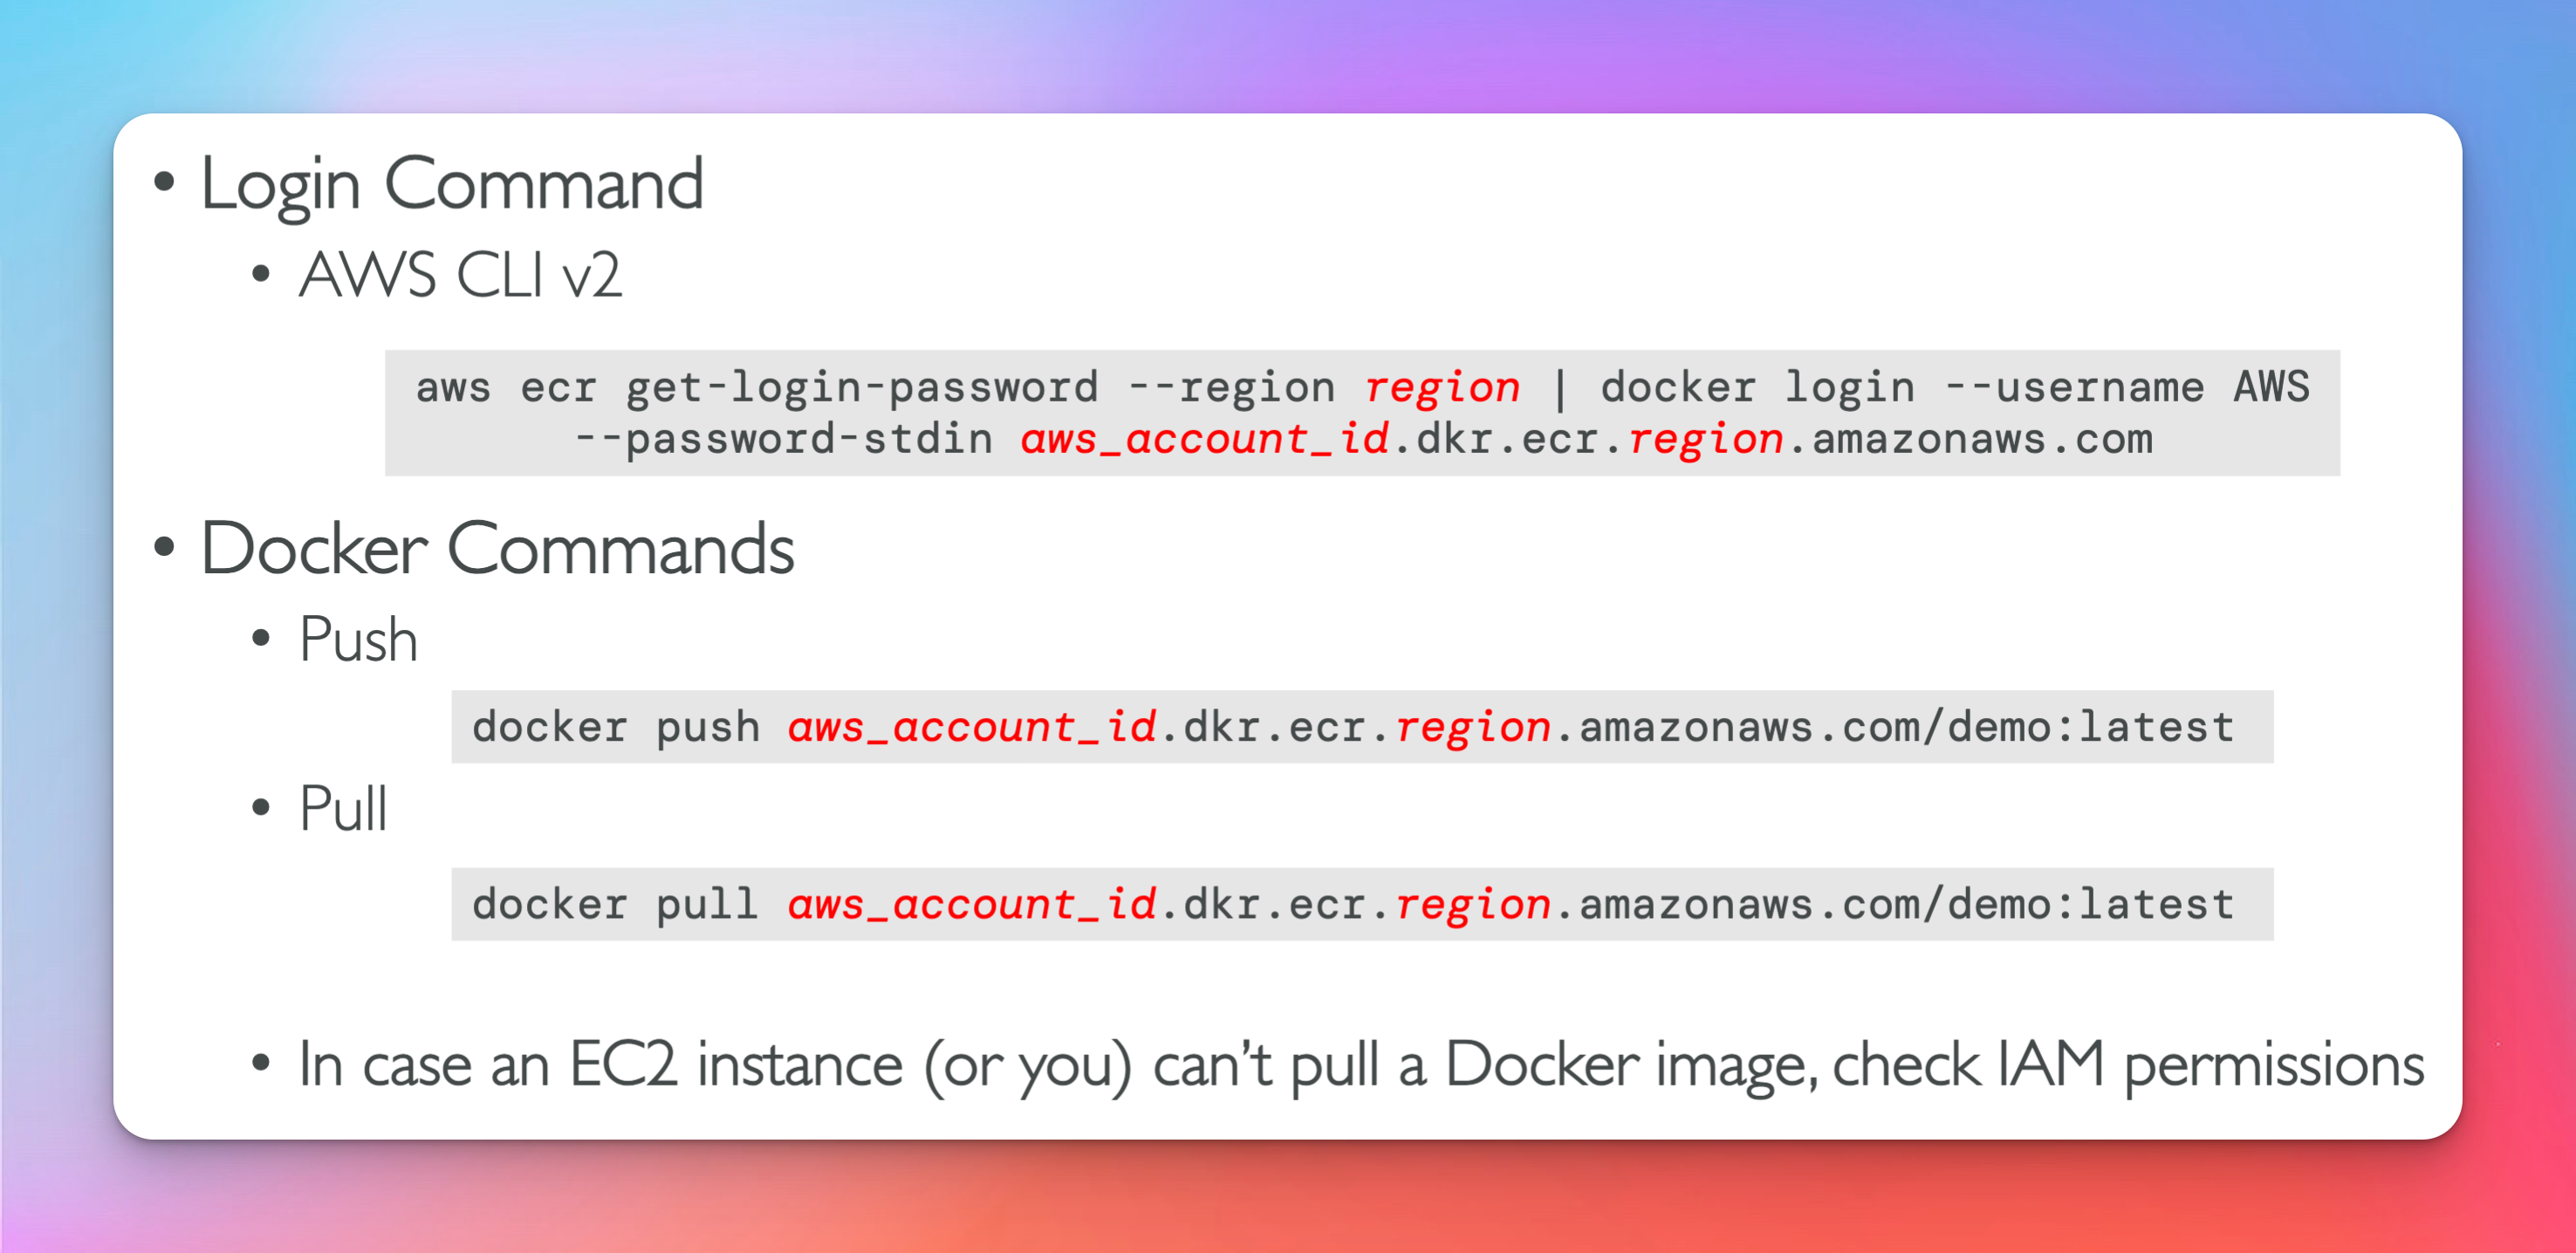 • Login Command
• AWS CLI v2
aws ecr get-login-password --region region | docker login --username AWS
--password-stdin aws_account_id.dkr.ecr.region.amazonaws.com
• Docker Commands
• Push
docker push aws_account_id.dkr.ecr.region.amazonaws.com/demo:latest
• Pull
docker pull aws_account_id.dkr.ecr.region.amazonaws.com/demo:latest
• In case an EC2 instance (or you) can’t pull a Docker image, check IAM permissions